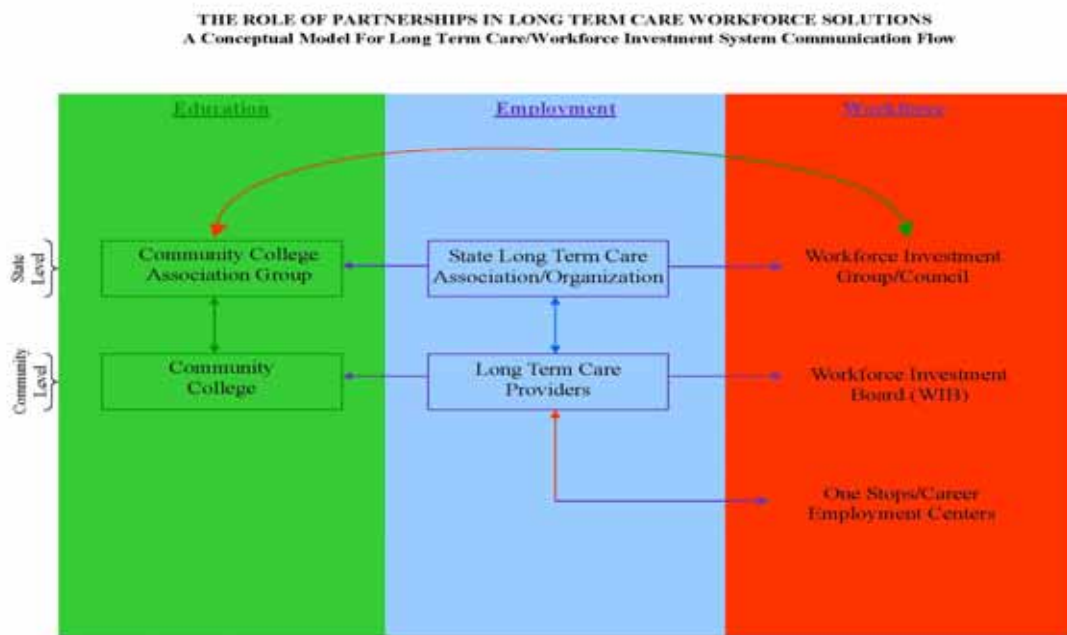 THE ROLE OF PARTNERSHIPS IN LONG TERM CARE WORKFORCE SOLUTIONS
A Conceptual Model For Long Term Care/Workforce Investment System Communication Flow
Education
Employment
Workforce
State
Level
Community College
Association Group
State Long Term Care
Association/Organization
Workforce Investment
Group/Council
Community
Level
Community
College
Long Term Care
Providers
Workforce Investment
Board (WIB)
One Stops/Career
Employment Centers